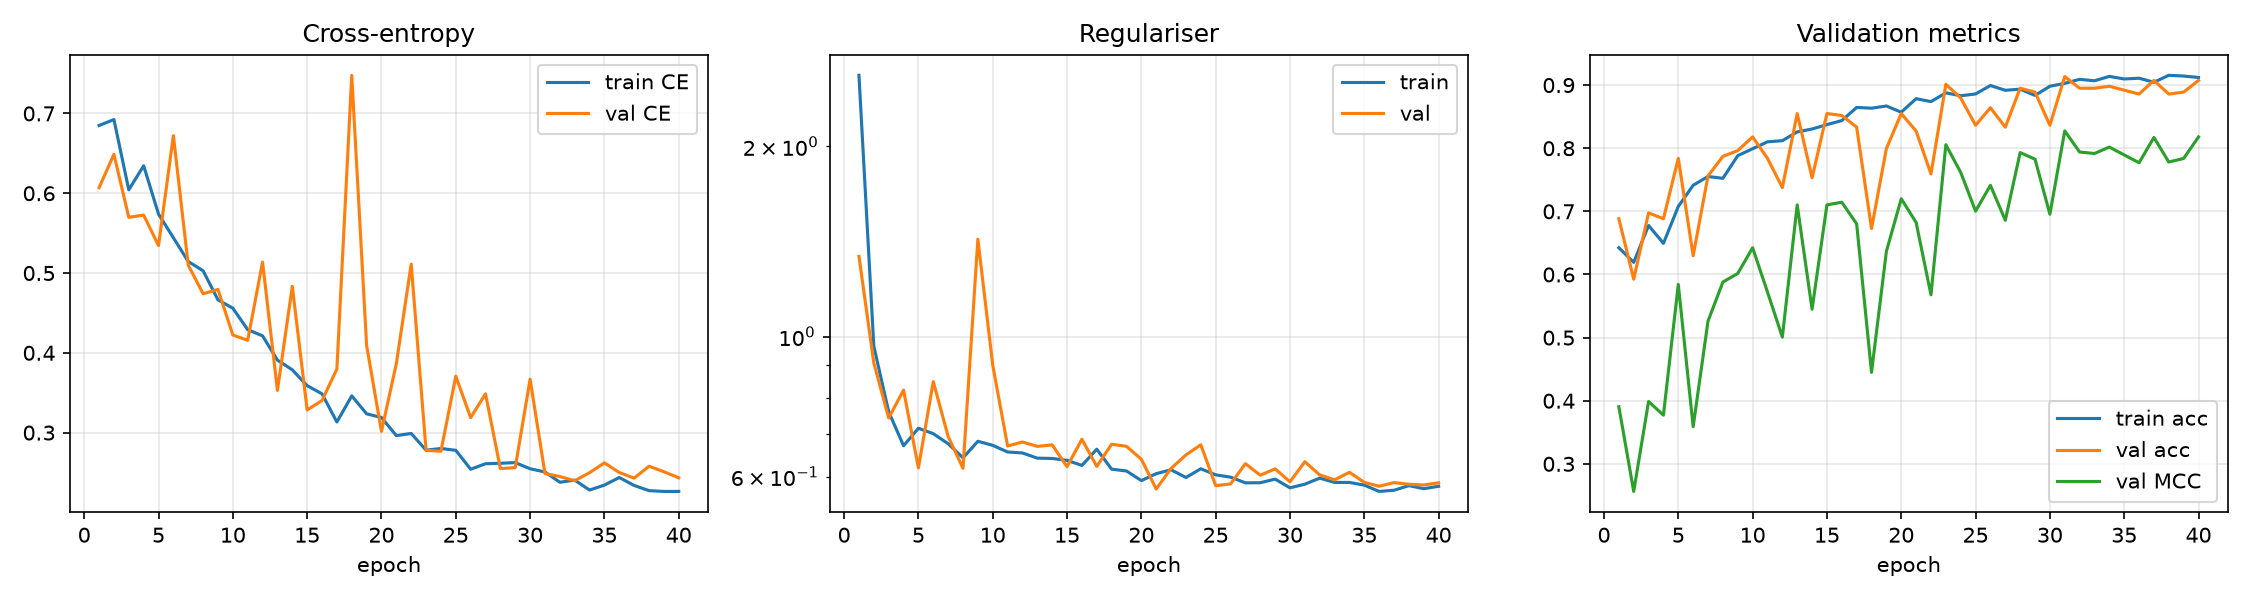 Cross-entropy
train CE
val CE
0.7
0.6
0.5
0.4
0.3
0 5 10 15 20 25 30 35 40
epoch
Regulariser
train
val
2 × 10⁰
10⁰
6 × 10⁻¹
0 5 10 15 20 25 30 35 40
epoch
Validation metrics
0.9
0.8
0.7
0.6
0.5
0.4
0.3
train acc
val acc
val MCC
0 5 10 15 20 25 30 35 40
epoch